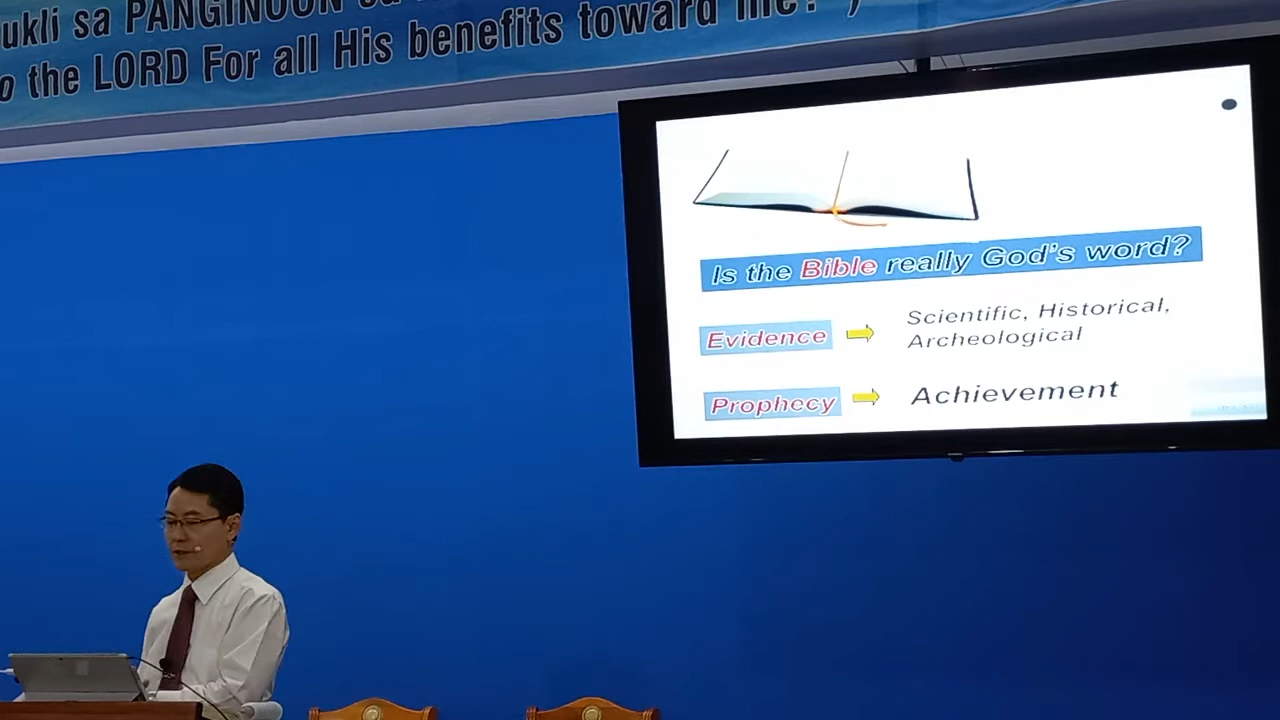 ukli sa PANGINOON sa
o the LORD For all His benefits toward me? ")
Is the Bible really God's word?
Evidence
Scientific, Historical,
Archeological
Prophecy
Achievement